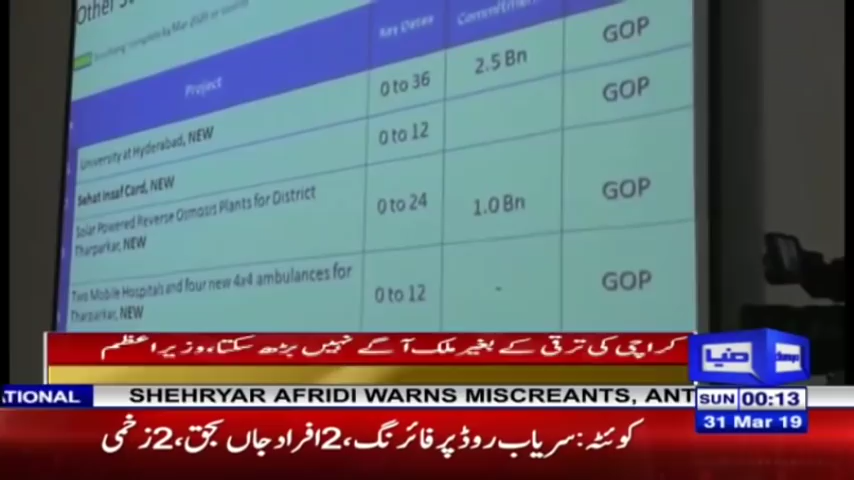 Other
Project
Key Dates
Commitment
University at Hyderabad, NEW
0 to 36
2.5 Bn
GOP
Sehat Insaf Card, NEW
0 to 12
GOP
Solar Powered Reverse Osmosis Plants for District
Tharparkar, NEW
0 to 24
1.0 Bn
GOP
Two Mobile Hospitals and four new 4x4 ambulances for
Tharparkar, NEW
0 to 12
-
GOP
کراچی کی ترقی کے بغیر ملک آگے نہیں بڑھ سکتا، وزیراعظم
دنیا
ATIONAL
SHEHRYAR AFRIDI WARNS MISCREANTS, ANT
SUN 00:13
31 Mar 19
کوئٹہ: سریاب روڈ پر فائرنگ، 2 افراد جاں بحق، 2 زخمی